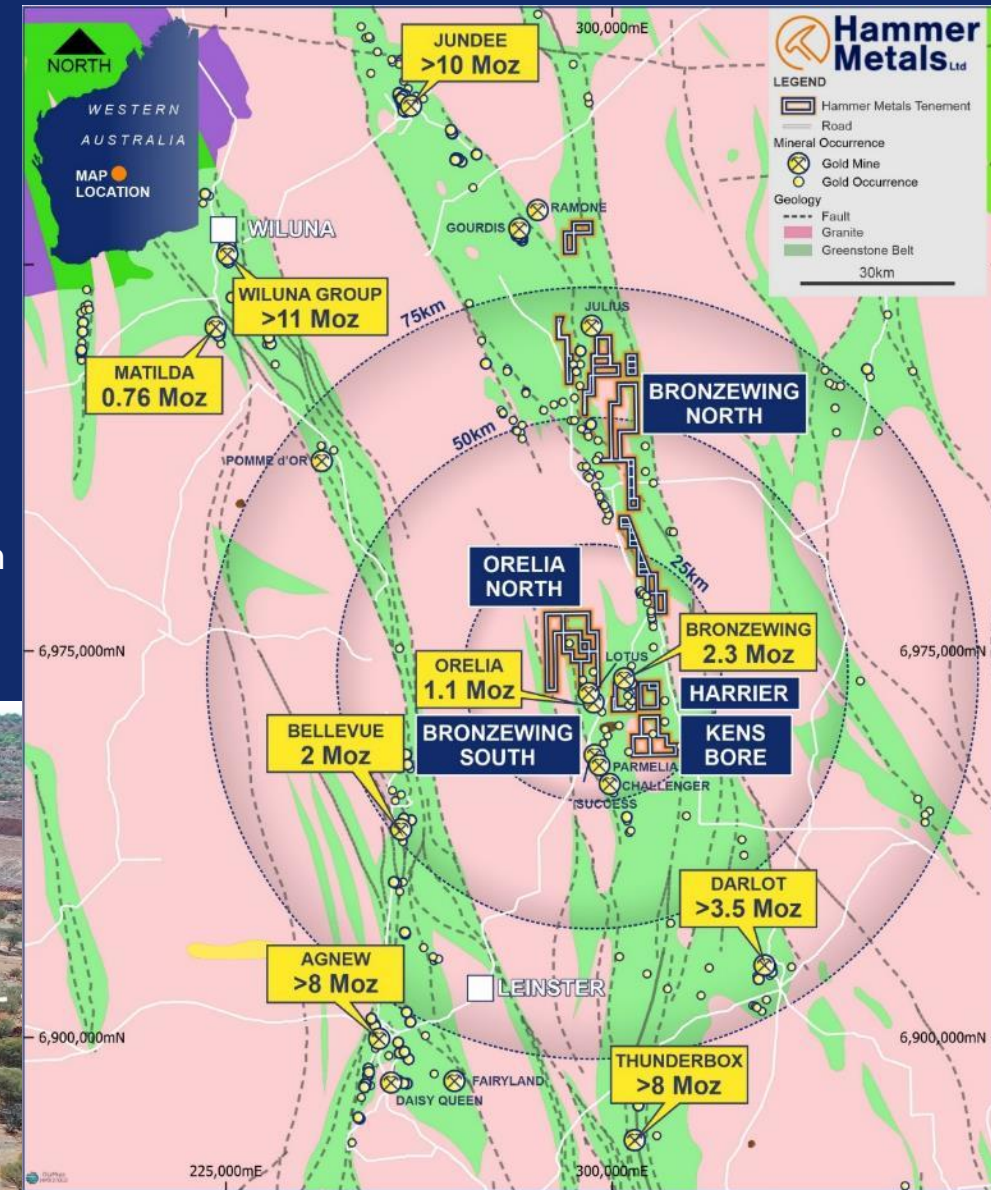 NORTH
WESTERN
AUSTRALIA
MAP
LOCATION
300,000mE
Hammer
Metals Ltd
LEGEND
Hammer Metals Tenement
Road
Mineral Occurrence
Gold Mine
Gold Occurrence
Geology
Fault
Granite
Greenstone Belt
30km
JUNDEE
>10 Moz
RAMONE
GOURDIS
WILUNA
WILUNA GROUP
>11 Moz
MATILDA
0.76 Moz
75km
JULIUS
BRONZEWING
NORTH
50km
POMME d'OR
25km
ORELIA
NORTH
6,975,000mN
6,975,000mN
BRONZEWING
2.3 Moz
LOTUS
ORELIA
1.1 Moz
HARRIER
BRONZEWING
SOUTH
KENS
BORE
BELLEVUE
2 Moz
PARMELIA
CHALLENGER
SUCCESS
DARLOT
>3.5 Moz
AGNEW
>8 Moz
LEINSTER
6,900,000mN
6,900,000mN
THUNDERBOX
>8 Moz
FAIRYLAND
DAISY QUEEN
225,000mE
300,000mE